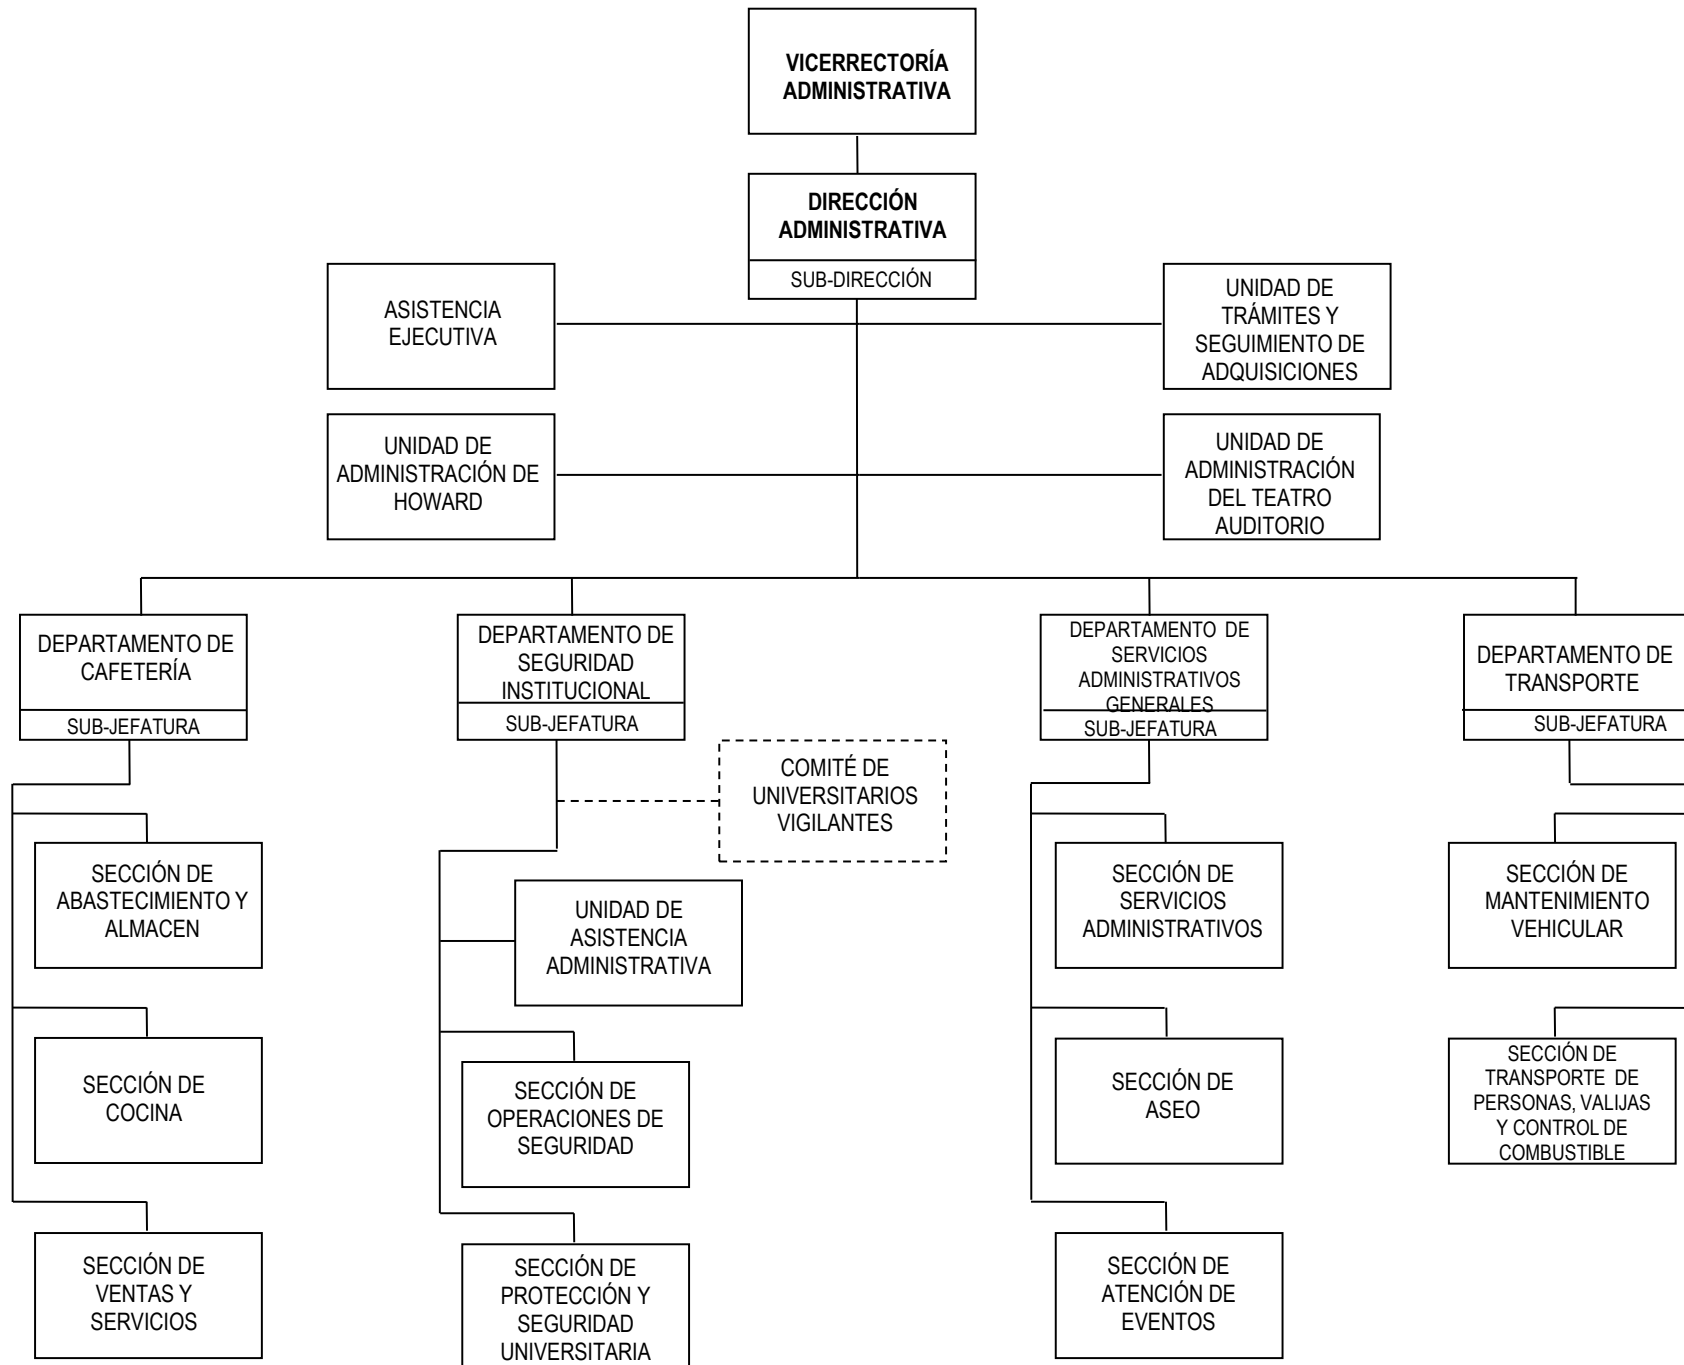 VICERRECTORÍA
ADMINISTRATIVA
DIRECCIÓN
ADMINISTRATIVA
SUB-DIRECCIÓN
ASISTENCIA
EJECUTIVA
UNIDAD DE
TRÁMITES Y
SEGUIMIENTO DE
ADQUISICIONES
UNIDAD DE
ADMINISTRACIÓN DE
HOWARD
UNIDAD DE
ADMINISTRACIÓN
DEL TEATRO
AUDITORIO
DEPARTAMENTO DE
CAFETERÍA
SUB-JEFATURA
DEPARTAMENTO DE
SEGURIDAD
INSTITUCIONAL
SUB-JEFATURA
DEPARTAMENTO DE
SERVICIOS
ADMINISTRATIVOS
GENERALES
SUB-JEFATURA
DEPARTAMENTO DE
TRANSPORTE
SUB-JEFATURA
COMITÉ DE
UNIVERSITARIOS
VIGILANTES
SECCIÓN DE
ABASTECIMIENTO Y
ALMACEN
UNIDAD DE
ASISTENCIA
ADMINISTRATIVA
SECCIÓN DE
SERVICIOS
ADMINISTRATIVOS
SECCIÓN DE
MANTENIMIENTO
VEHICULAR
SECCIÓN DE
COCINA
SECCIÓN DE
OPERACIONES DE
SEGURIDAD
SECCIÓN DE
ASEO
SECCIÓN DE
TRANSPORTE DE
PERSONAS, VALIJAS
Y CONTROL DE
COMBUSTIBLE
SECCIÓN DE
VENTAS Y
SERVICIOS
SECCIÓN DE
PROTECCIÓN Y
SEGURIDAD
UNIVERSITARIA
SECCIÓN DE
ATENCIÓN DE
EVENTOS